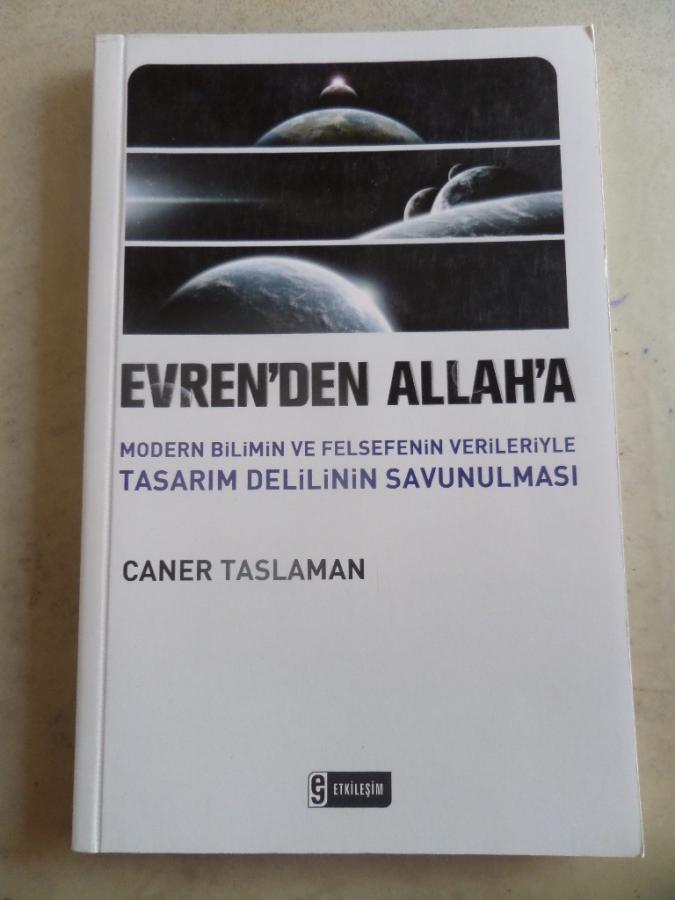 EVREN'DEN ALLAH'A
MODERN BİLİMİN VE FELSEFENİN VERİLERİYLE
TASARIM DELİLİNİN SAVUNULMASI
CANER TASLAMAN
e ETKİLEŞİM